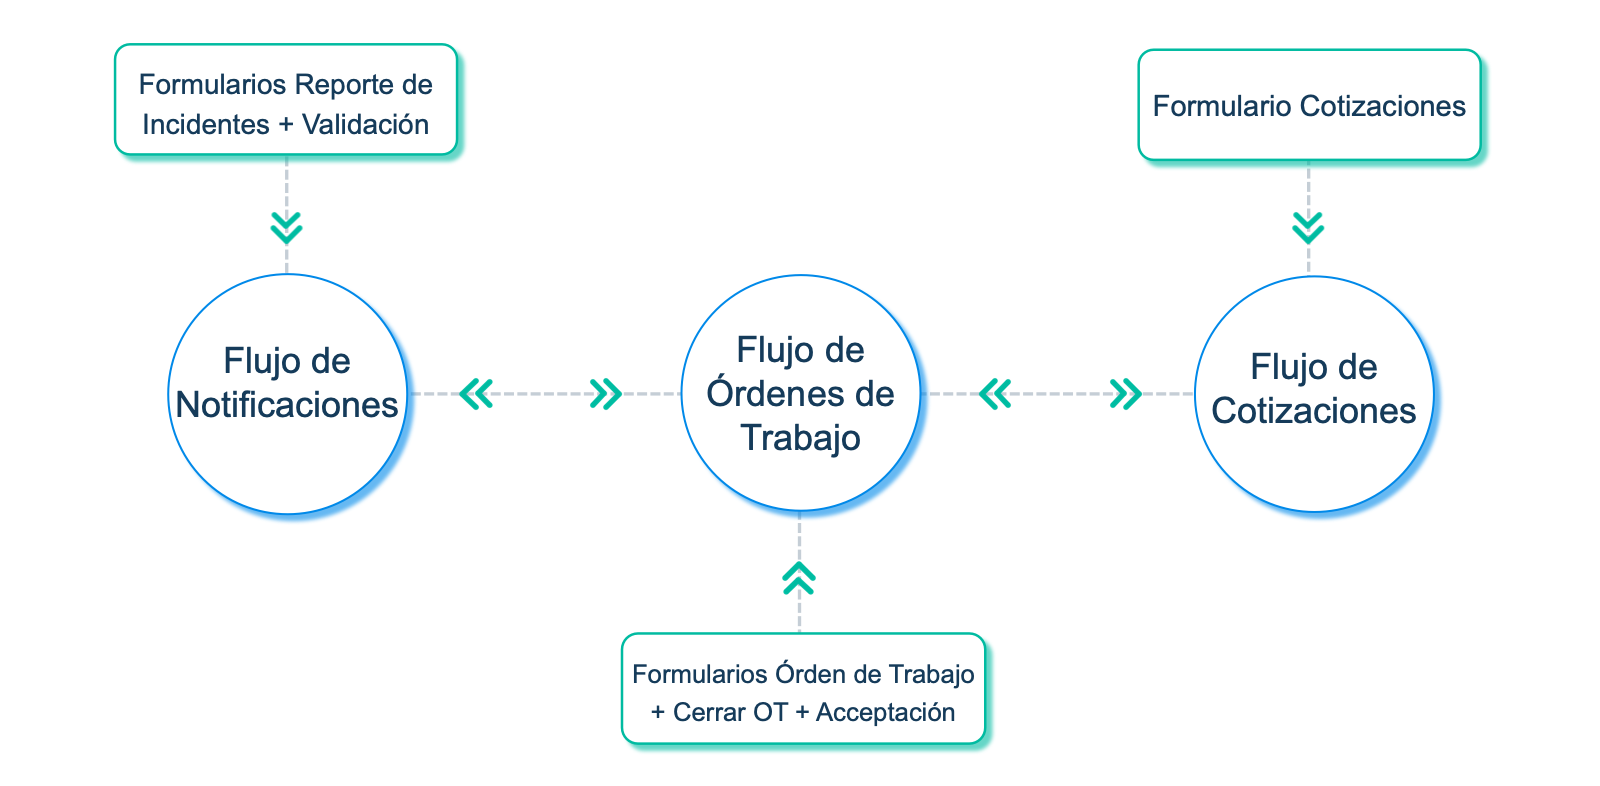 Formularios Reporte de
Incidentes + Validación
Formulario Cotizaciones
Flujo de
Notificaciones
Flujo de
Órdenes de
Trabajo
Flujo de
Cotizaciones
Formularios Órden de Trabajo
+ Cerrar OT + Acceptación